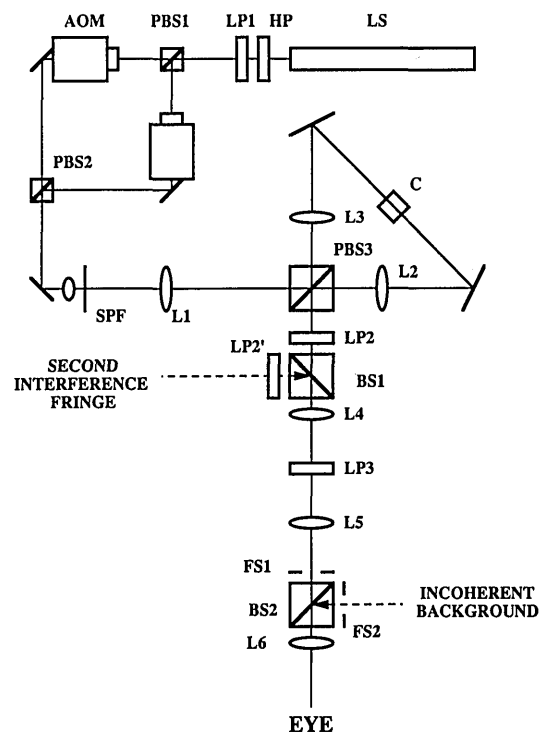 AOM
PBS1
LP1
HP
LS
PBS2
C
L3
PBS3
L2
SPF
L1
LP2
LP2'
SECOND
INTERFERENCE
FRINGE
BS1
L4
LP3
L5
FS1
BS2
INCOHERENT
BACKGROUND
FS2
L6
EYE